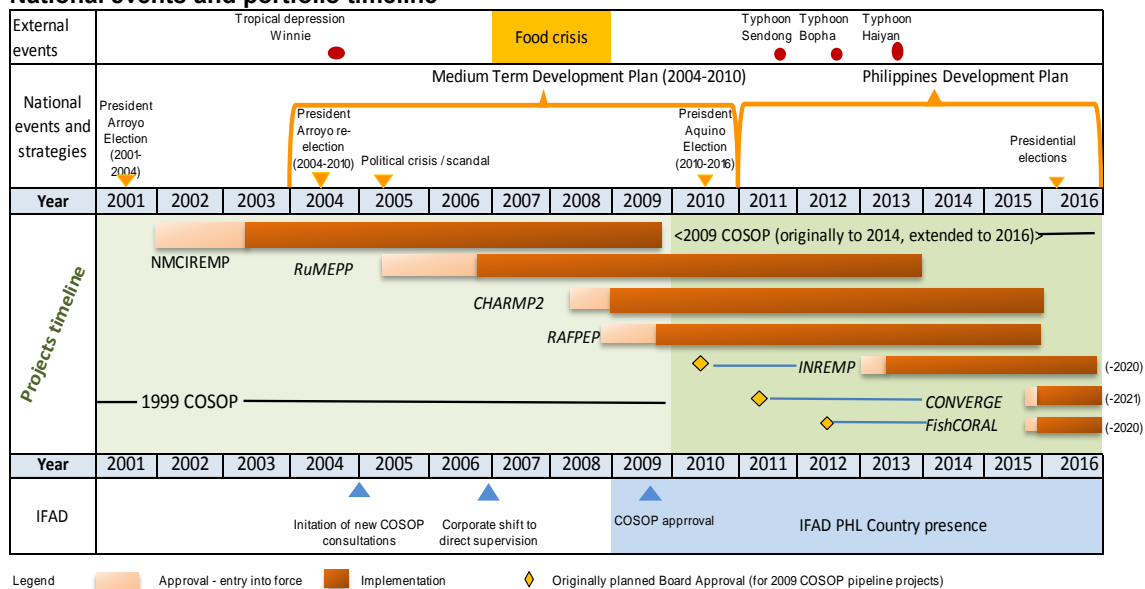 National events and portfolio timeline
External
events
Tropical depression
Winnie
Food crisis
Typhoon
Sendong
Typhoon
Bopha
Typhoon
Haiyan
National
events and
strategies
Medium Term Development Plan (2004-2010)
Philippines Development Plan
President
Arroyo
Election
(2001-
2004)
President
Arroyo re-
election
(2004-2010)
Political crisis / scandal
Preisdent
Aquino
Election
(2010-2016)
Presidential
elections
Year 2001 2002 2003 2004 2005 2006 2007 2008 2009 2010 2011 2012 2013 2014 2015 2016
Projects timeline
<2009 COSOP (originally to 2014, extended to 2016)>
NMCIREMP
RuMEPP
CHARMP2
RAFPEP
INREMP
(-2020)
1999 COSOP
CONVERGE
(-2021)
FishCORAL
(-2020)
Year 2001 2002 2003 2004 2005 2006 2007 2008 2009 2010 2011 2012 2013 2014 2015 2016
IFAD
Initation of new COSOP
consultations
Corporate shift to
direct supervision
COSOP apprroval
IFAD PHL Country presence
Legend
Approval - entry into force
Implementation
Originally planned Board Approval (for 2009 COSOP pipeline projects)